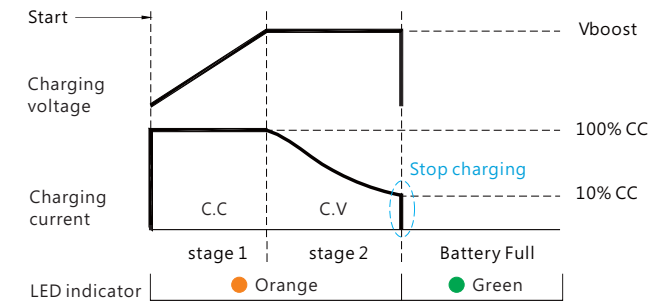 Start
Vboost
Charging
voltage
100% CC
Stop charging
10% CC
Charging
current
C.C
C.V
stage 1
stage 2
Battery Full
LED indicator
Orange
Green